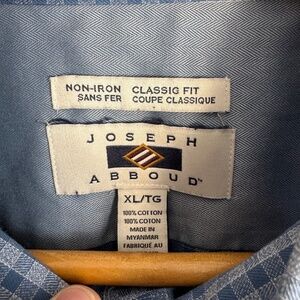 NON-IRON CLASSIC FIT
SANS FER COUPE CLASSIQUE
JOSEPH
ABBOUD™
XL/TG
100% COTTON
100% COTON
MADE IN
MYANMAR
FABRIQUÉ AU